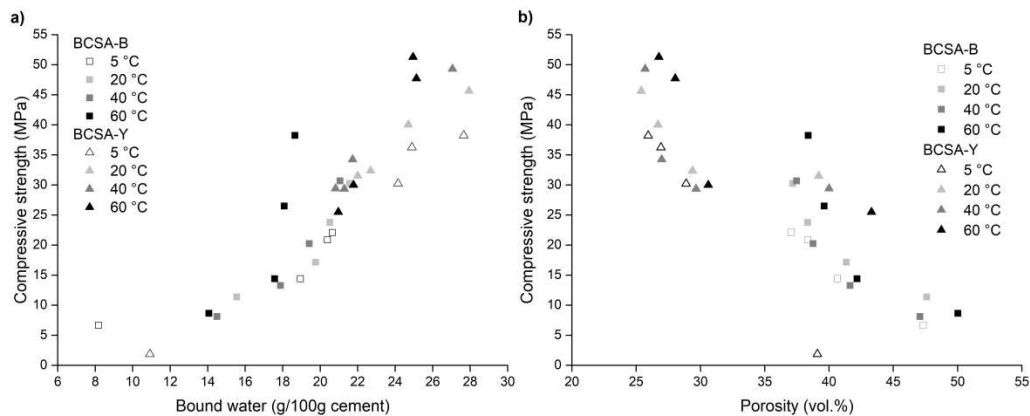 a)
55
50
45
40
35
30
25
20
15
10
5
0
Compressive strength (MPa)
BCSA-B
5 °C
20 °C
40 °C
60 °C
BCSA-Y
5 °C
20 °C
40 °C
60 °C
6 8 10 12 14 16 18 20 22 24 26 28 30
Bound water (g/100g cement)
b)
55
50
45
40
35
30
25
20
15
10
5
0
Compressive strength (MPa)
BCSA-B
5 °C
20 °C
40 °C
60 °C
BCSA-Y
5 °C
20 °C
40 °C
60 °C
20 25 30 35 40 45 50 55
Porosity (vol.%)